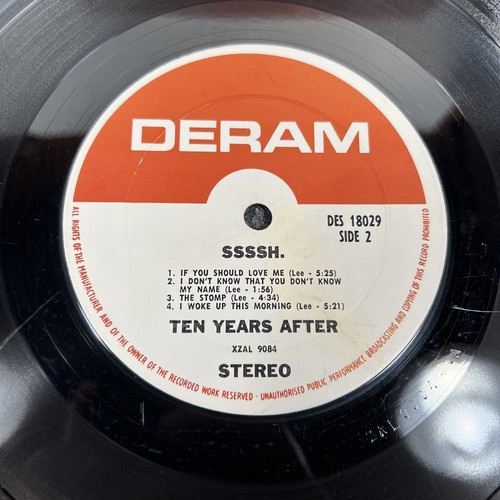 DERAM
DES 18029
SIDE 2
SSSSH.
1. IF YOU SHOULD LOVE ME (Lee - 5:25)
2. I DON'T KNOW THAT YOU DON'T KNOW
MY NAME (Lee - 1:56)
3. THE STOMP (Lee - 4:34)
4. I WOKE UP THIS MORNING (Lee - 5:21)
TEN YEARS AFTER
XZAL 9084
STEREO
ALL RIGHTS OF THE MANUFACTURER AND OF THE OWNER OF THE RECORDED WORK RESERVED · UNAUTHORISED PUBLIC PERFORMANCE BROADCASTING AND COPYING OF THIS RECORD PROHIBITED